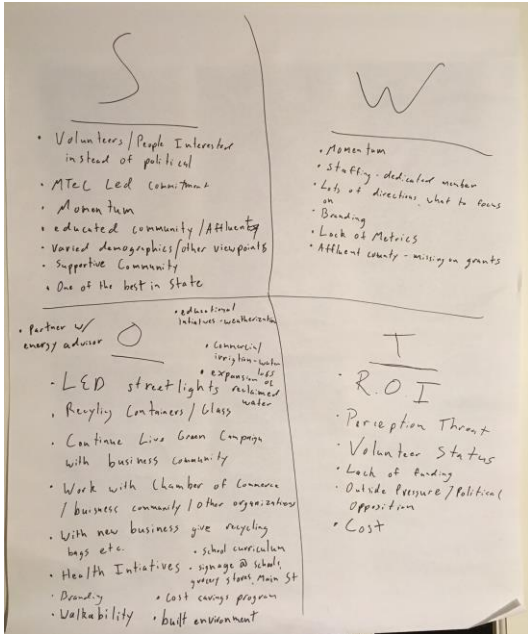 S
• Volunteers/People Interested
instead of political
• MTEC Led commitment
• Momentum
• educated community/Affluency
• Varied demographics/other viewpoints
• Supportive Community
• One of the best in State
W
• Momentum
• Staffing - dedicated member
• Lots of directions, what to focus
on
• Branding
• Lack of Metrics
• Affluent county - missing on grants
O
• Partner w/
energy advisor
• educational
intiatives - weatherization
• commercial
irrigation - water
loss
• expansion of
reclaimed
water
• LED streetlights
• Recycling Containers/Glass
• Continue Live Green Campaign
with business community
• Work with Chamber of Commerce
/ buisness community / other organizations
• With new business give recycling
bags etc.
• school curriculum
• Health Intiatives
• signage @ schools,
grocery stores, Main St
• Branding
• Cost savings program
• Walkability
• built environment
T
• R.O.I
• Perception Threat
• Volunteer Status
• Lack of funding
• Outside Pressure/Political
Opposition
• Cost